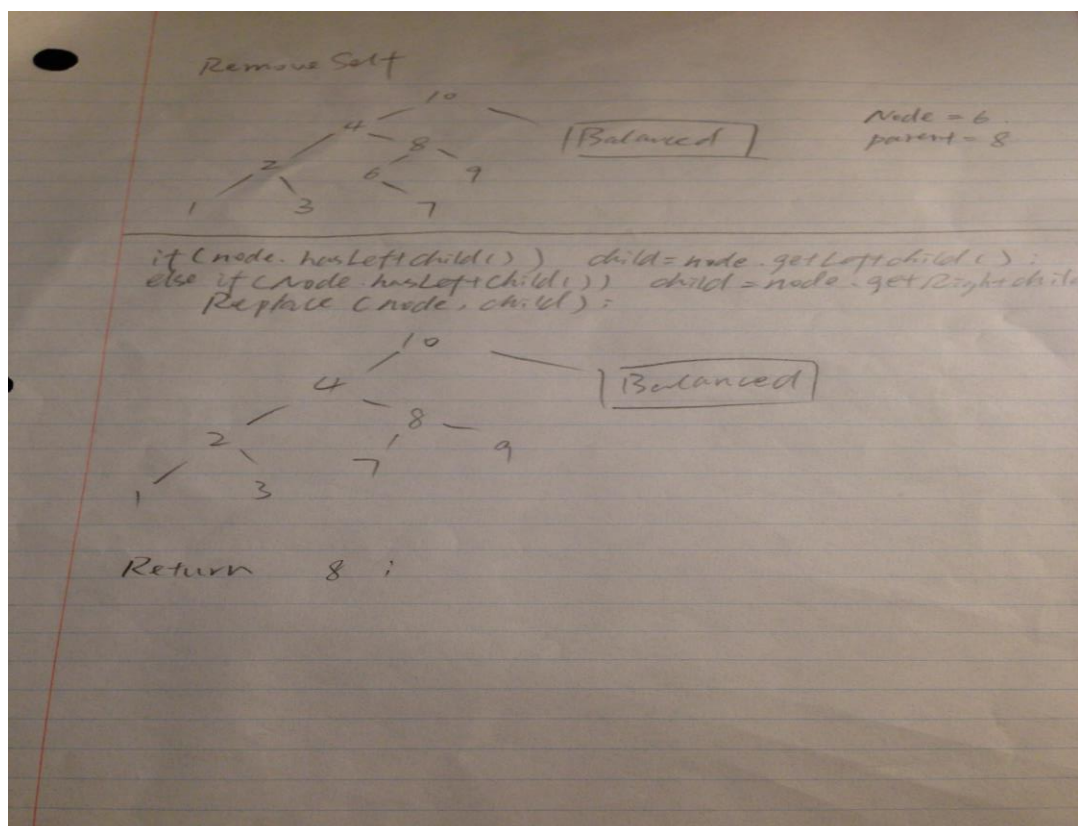 Remove Self
10
4
Balanced
Node = 6
parent = 8
8
2
6
9
1
3
7
if (node.hasLeftchild()) child = node.getLeftchild();
else if (Node.hasLeftchild()) child = node.getRightchild
Replace (node, child);
10
4
Balanced
8
2
7
9
1
3
Return 8 ;